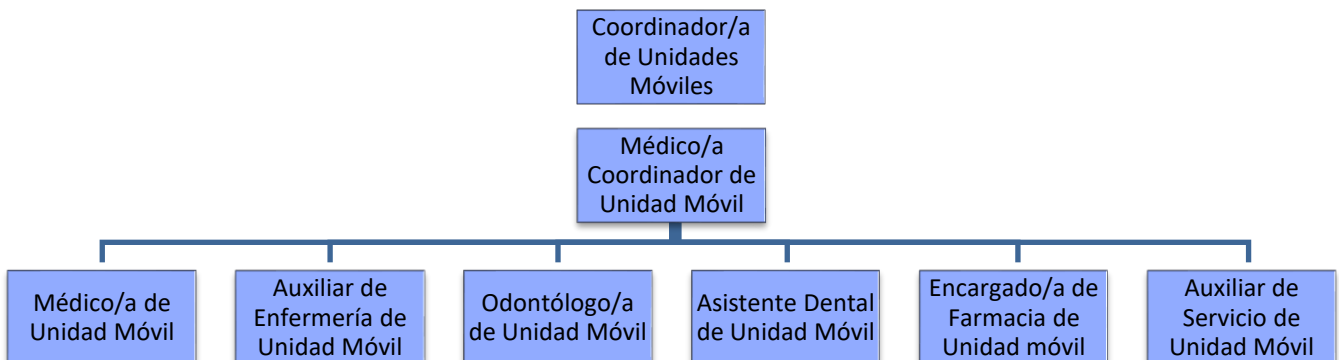 Coordinador/a
de Unidades
Móviles
Médico/a
Coordinador de
Unidad Móvil
Médico/a de
Unidad Móvil
Auxiliar de
Enfermería de
Unidad Móvil
Odontólogo/a
de Unidad Móvil
Asistente Dental
de Unidad Móvil
Encargado/a de
Farmacia de
Unidad móvil
Auxiliar de
Servicio de
Unidad Móvil